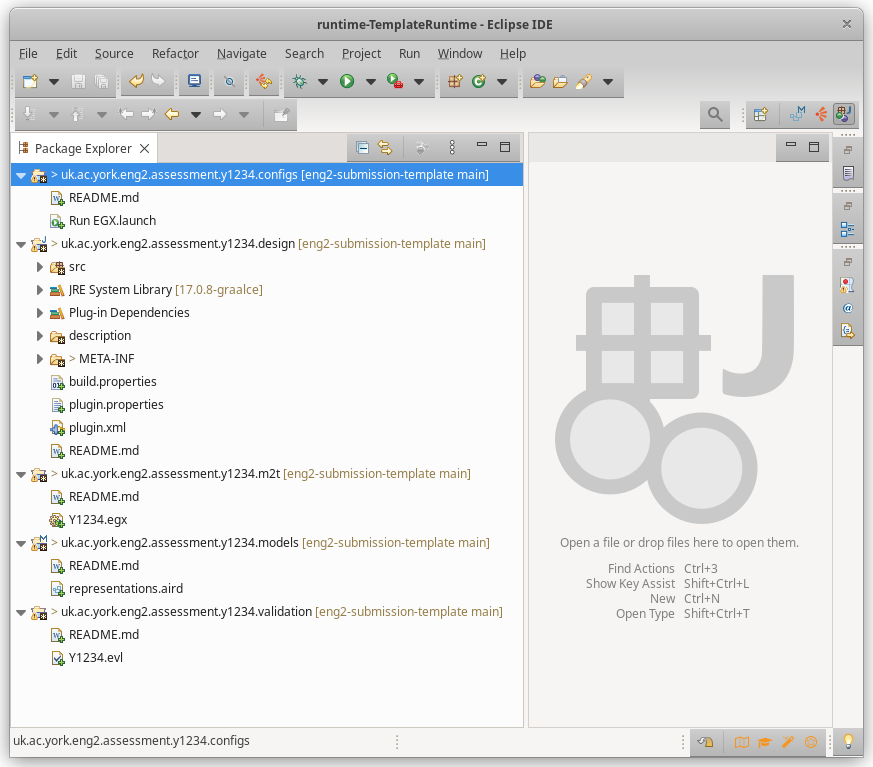 runtime-TemplateRuntime - Eclipse IDE
File Edit Source Refactor Navigate Search Project Run Window Help
Package Explorer
> uk.ac.york.eng2.assessment.y1234.configs [eng2-submission-template main]
README.md
Run EGX.launch
> uk.ac.york.eng2.assessment.y1234.design [eng2-submission-template main]
src
JRE System Library [17.0.8-graalce]
Plug-in Dependencies
description
> META-INF
build.properties
plugin.properties
plugin.xml
README.md
> uk.ac.york.eng2.assessment.y1234.m2t [eng2-submission-template main]
README.md
Y1234.egx
> uk.ac.york.eng2.assessment.y1234.models [eng2-submission-template main]
README.md
representations.aird
> uk.ac.york.eng2.assessment.y1234.validation [eng2-submission-template main]
README.md
Y1234.evl
Open a file or drop files here to open them.
Find Actions Ctrl+3
Show Key Assist Shift+Ctrl+L
New Ctrl+N
Open Type Shift+Ctrl+T
uk.ac.york.eng2.assessment.y1234.configs